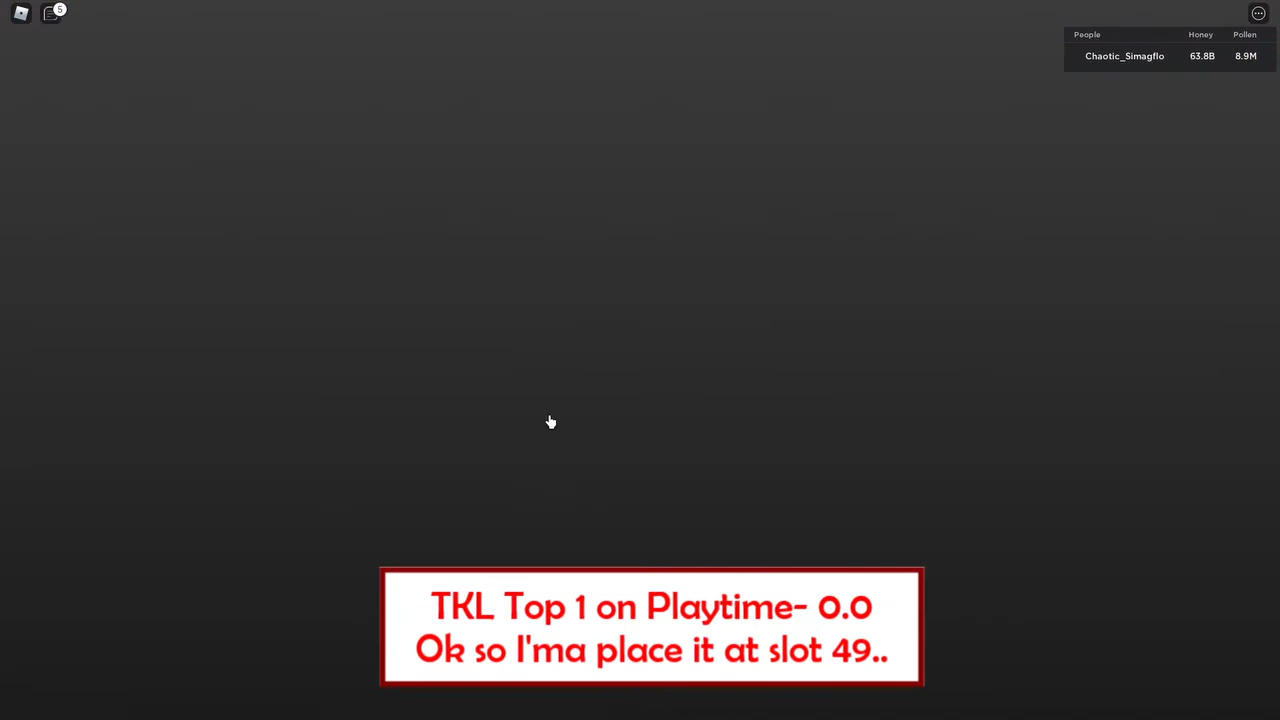 5
People Honey Pollen
Chaotic_Simagflo 63.8B 8.9M
TKL Top 1 on Playtime- 0.0
Ok so I'ma place it at slot 49..